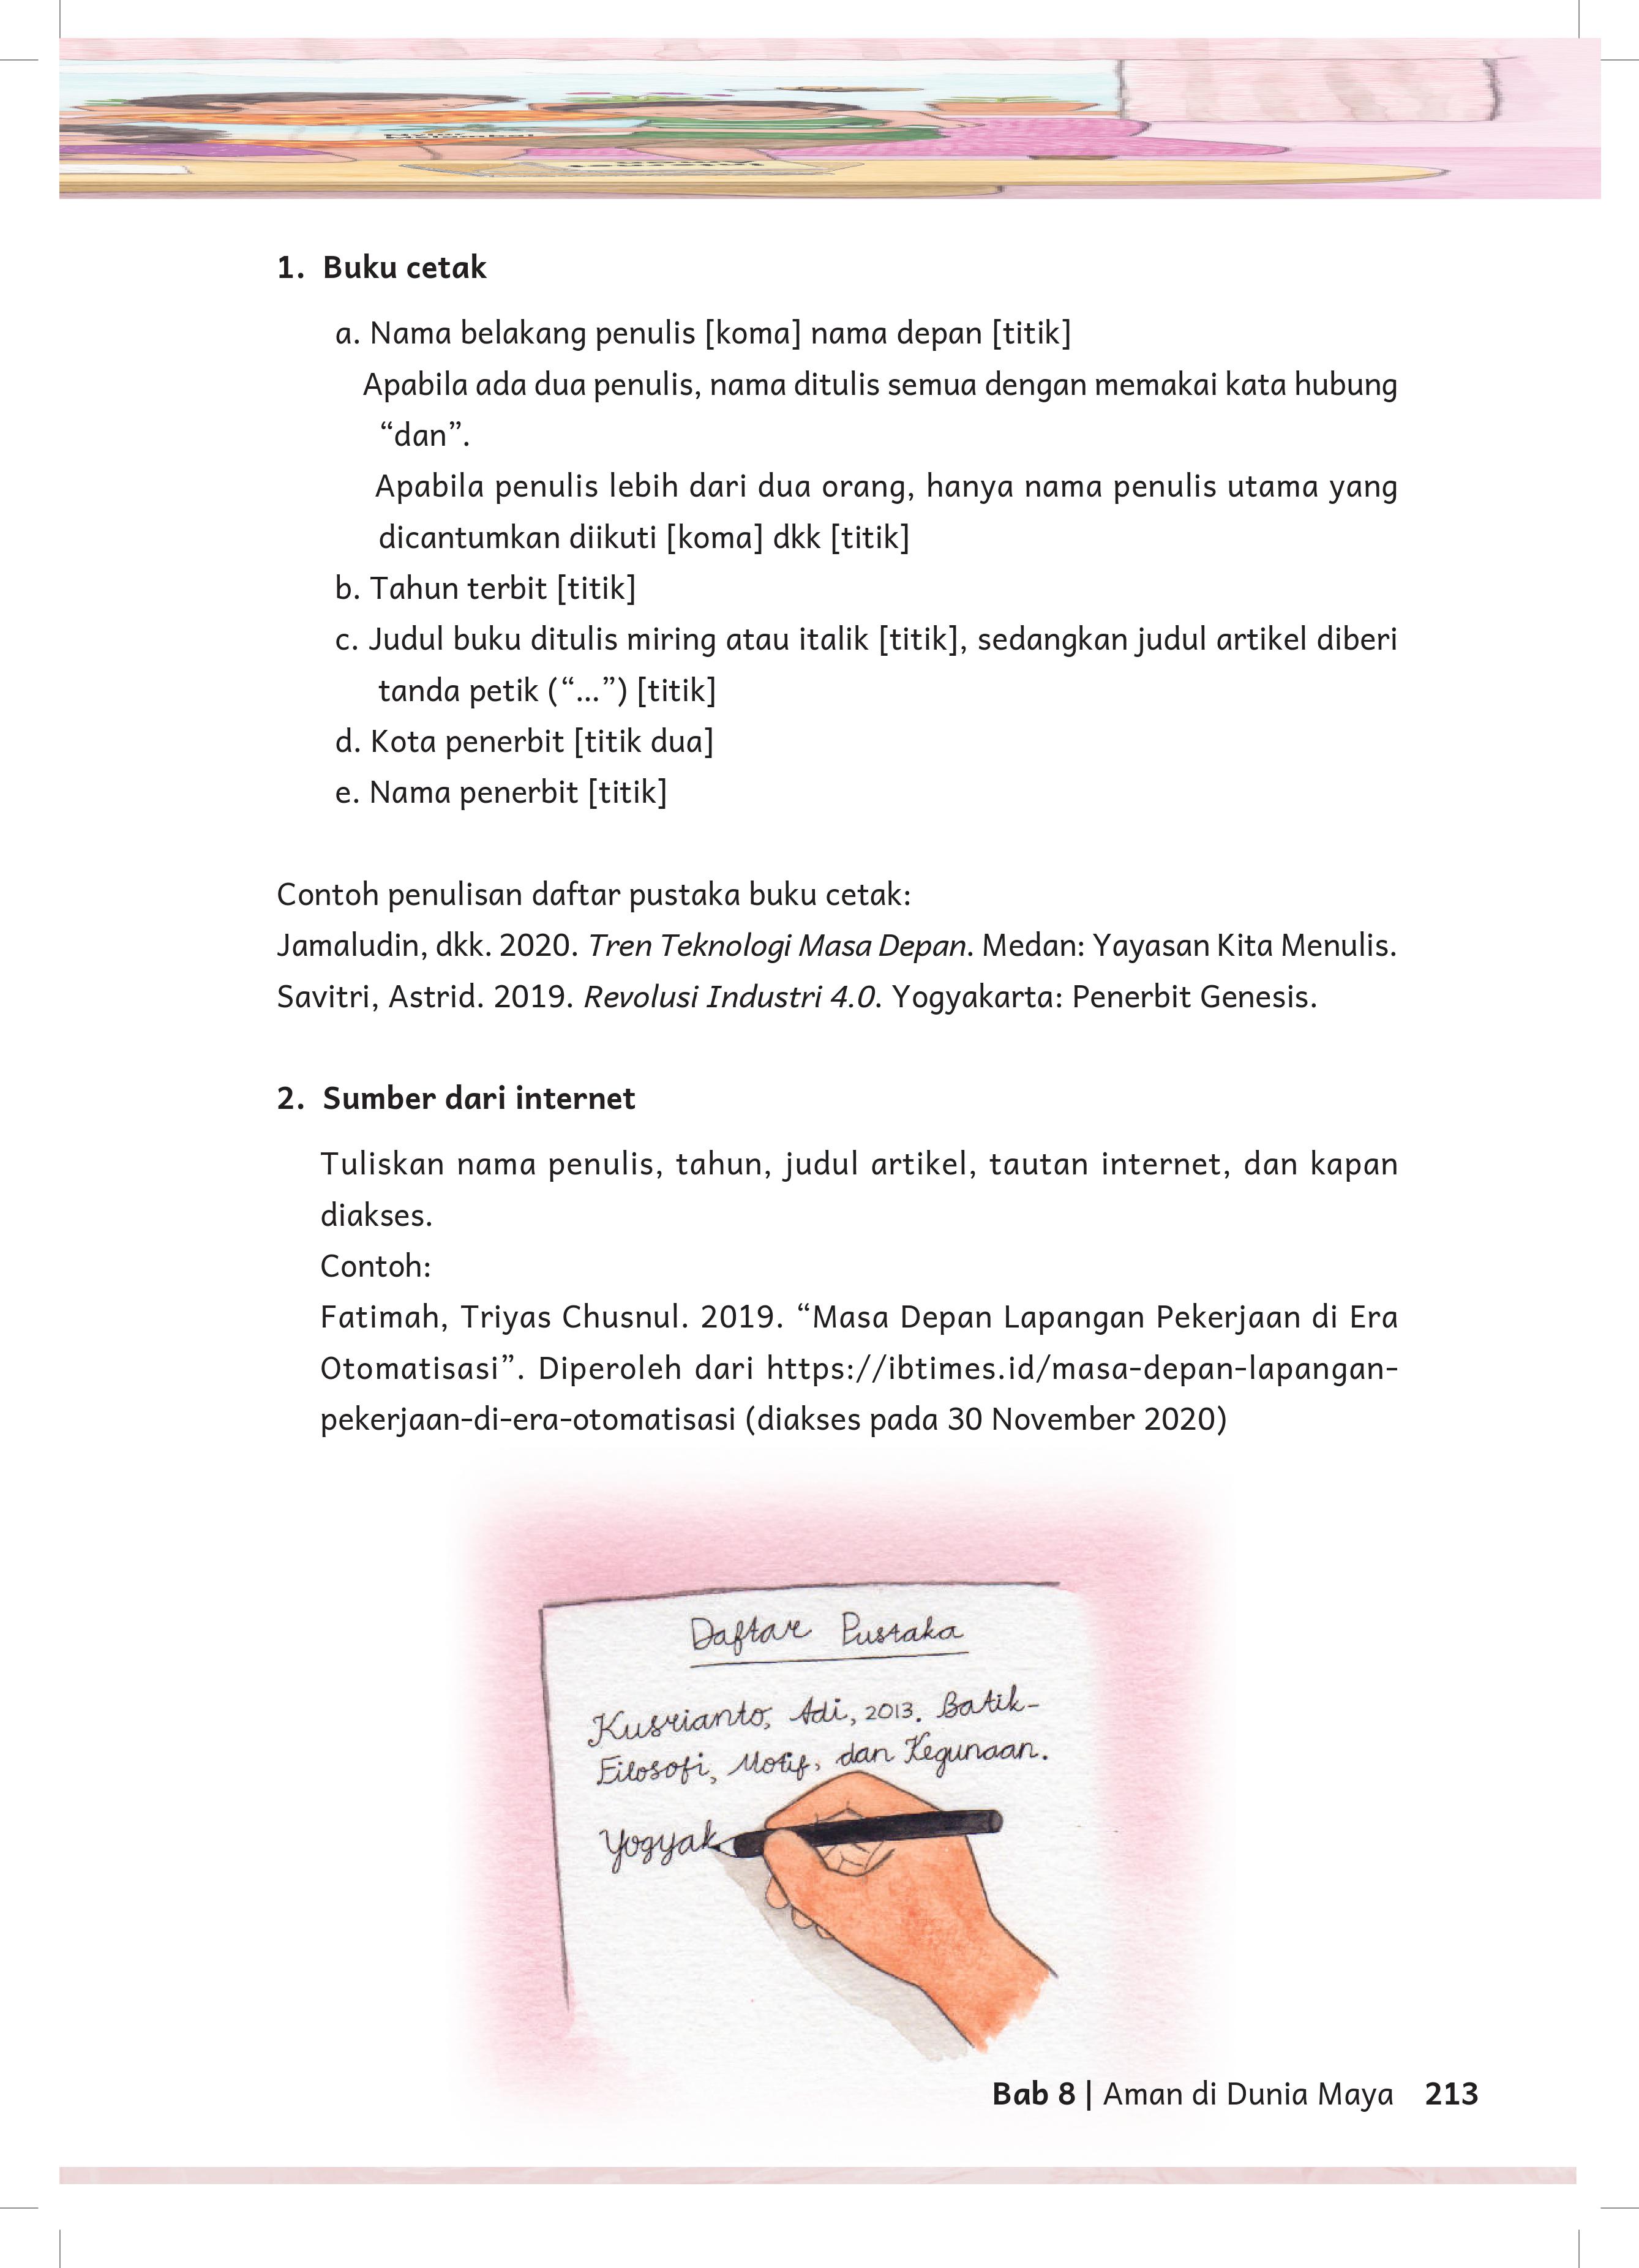 1. Buku cetak
a. Nama belakang penulis [koma] nama depan [titik]
Apabila ada dua penulis, nama ditulis semua dengan memakai kata hubung
“dan”.
Apabila penulis lebih dari dua orang, hanya nama penulis utama yang
dicantumkan diikuti [koma] dkk [titik]
b. Tahun terbit [titik]
c. Judul buku ditulis miring atau italik [titik], sedangkan judul artikel diberi
tanda petik (“...”) [titik]
d. Kota penerbit [titik dua]
e. Nama penerbit [titik]
Contoh penulisan daftar pustaka buku cetak:
Jamaludin, dkk. 2020. Tren Teknologi Masa Depan. Medan: Yayasan Kita Menulis.
Savitri, Astrid. 2019. Revolusi Industri 4.0. Yogyakarta: Penerbit Genesis.
2. Sumber dari internet
Tuliskan nama penulis, tahun, judul artikel, tautan internet, dan kapan
diakses.
Contoh:
Fatimah, Triyas Chusnul. 2019. “Masa Depan Lapangan Pekerjaan di Era
Otomatisasi”. Diperoleh dari https://ibtimes.id/masa-depan-lapangan-
pekerjaan-di-era-otomatisasi (diakses pada 30 November 2020)
Daftar Pustaka
Kusrianto, Adi, 2013. Batik-
Filosofi, Motif, dan Kegunaan.
Yogyak
Bab 8 | Aman di Dunia Maya 213